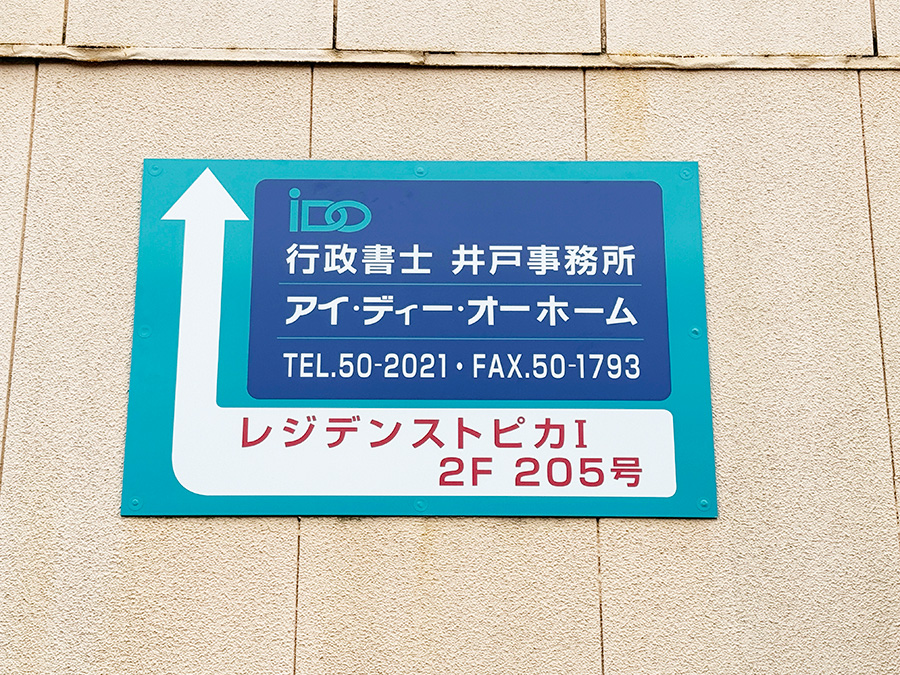 iDO
行政書士 井戸事務所
アイ・ディー・オーホーム
TEL.50-2021・FAX.50-1793
レジデンストピカI
2F 205号